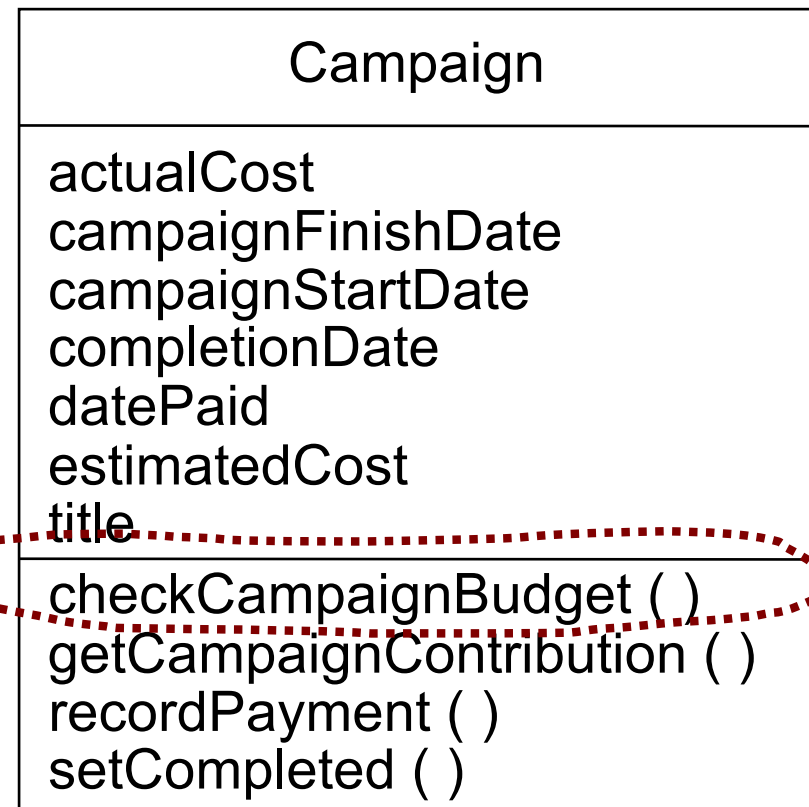 Campaign
actualCost
campaignFinishDate
campaignStartDate
completionDate
datePaid
estimatedCost
title
checkCampaignBudget ( )
getCampaignContribution ( )
recordPayment ( )
setCompleted ( )